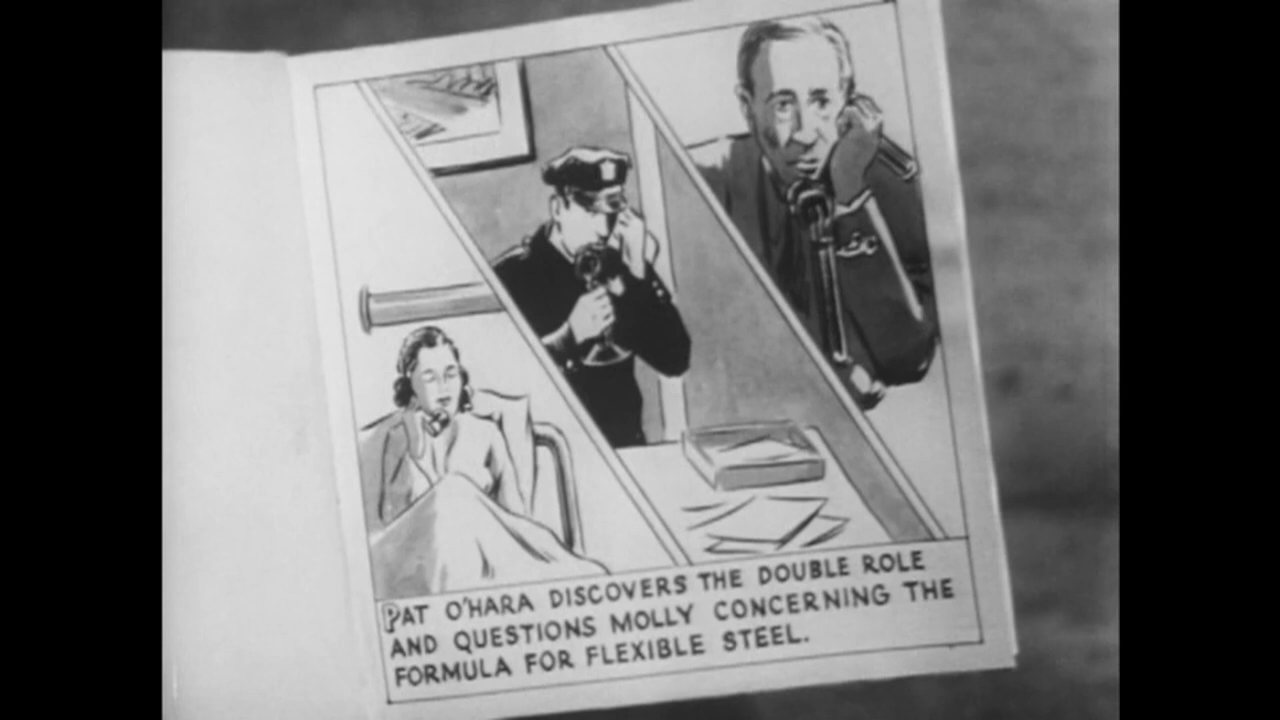 PAT O'HARA DISCOVERS THE DOUBLE ROLE
AND QUESTIONS MOLLY CONCERNING THE
FORMULA FOR FLEXIBLE STEEL.